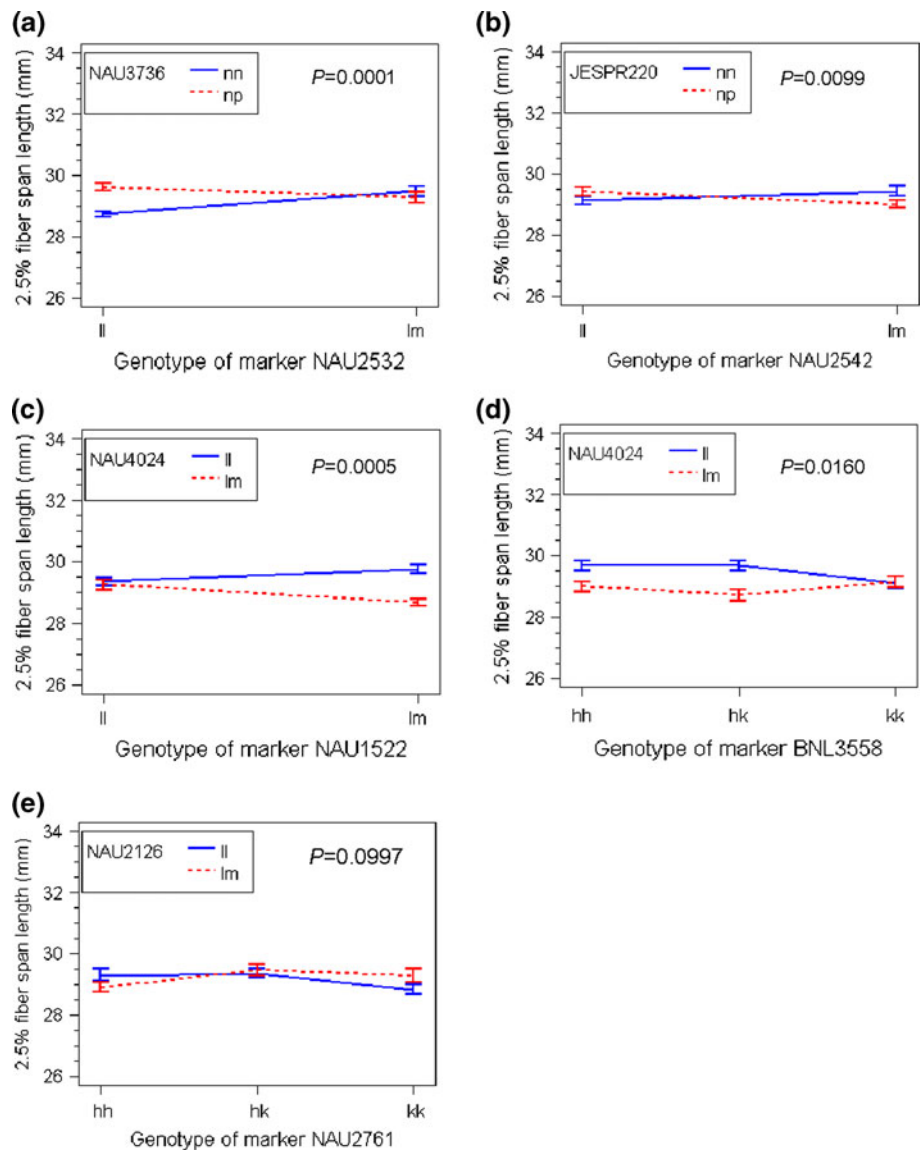 (a)
NAU3736
nn
np
P=0.0001
34
32
30
28
26
2.5% fiber span length (mm)
ll
lm
Genotype of marker NAU2532
(b)
JESPR220
nn
np
P=0.0099
34
32
30
28
26
2.5% fiber span length (mm)
ll
lm
Genotype of marker NAU2542
(c)
NAU4024
ll
lm
P=0.0005
34
32
30
28
26
2.5% fiber span length (mm)
ll
lm
Genotype of marker NAU1522
(d)
NAU4024
ll
lm
P=0.0160
34
32
30
28
26
2.5% fiber span length (mm)
hh
hk
kk
Genotype of marker BNL3558
(e)
NAU2126
ll
lm
P=0.0997
34
32
30
28
26
2.5% fiber span length (mm)
hh
hk
kk
Genotype of marker NAU2761